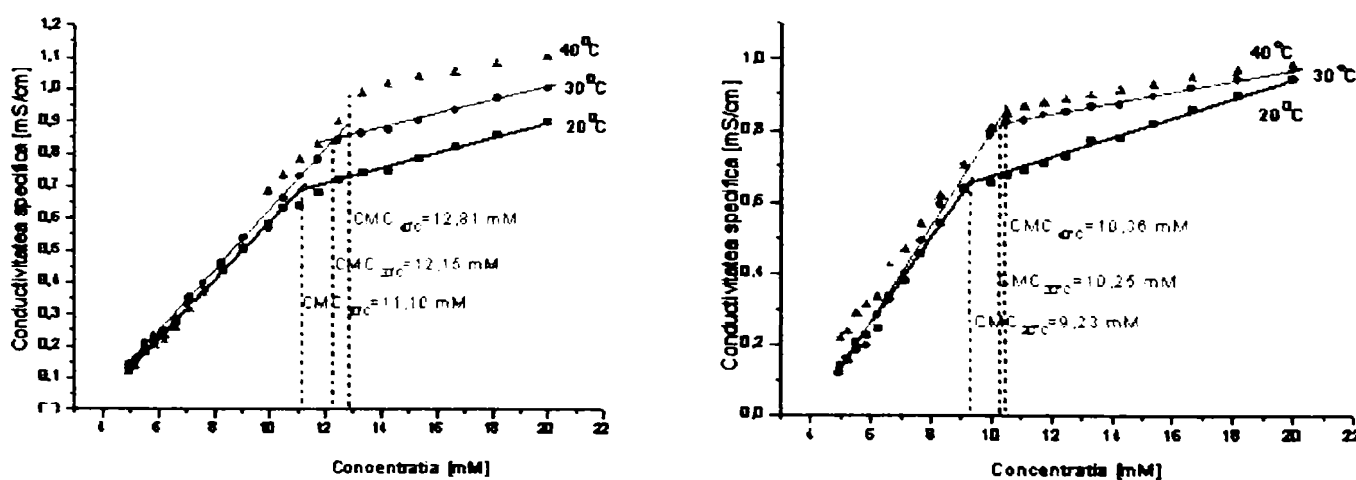 Conductivitatea specifica [mS/cm]
1,2
1,1
1,0
0,9
0,8
0,7
0,6
0,5
0,4
0,3
0,2
0,1
40°C
30°C
20°C
CMC =12,81 mM
CMC =12,15 mM
CMC =11,10 mM
4 6 8 10 12 14 16 18 20 22
Concentratia [mM]
Conductivitatea specifica [mS/cm]
1,0
0,8
0,6
0,4
0,2
0,0
40°C
30°C
20°C
CMC =10,36 mM
CMC =10,25 mM
CMC =9,23 mM
4 6 8 10 12 14 16 18 20 22
Concentratia [mM]